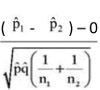 ( p̂₁ - p̂₂ ) – 0
√(p̂q̂(1/n₁ + 1/n₂))